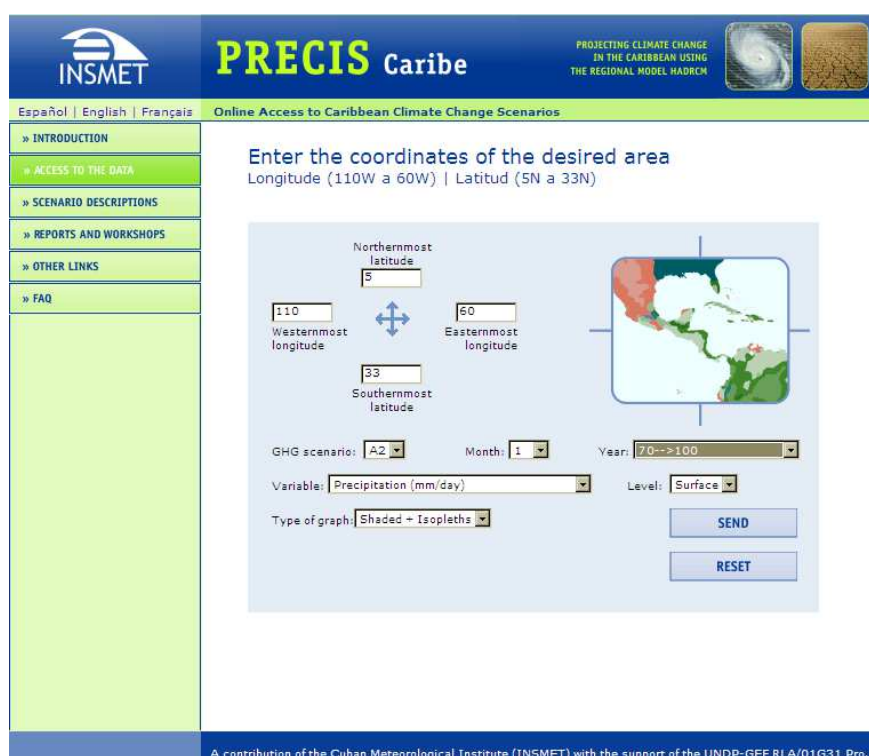 INSMET
PRECIS Caribe
PROJECTING CLIMATE CHANGE
IN THE CARIBBEAN USING
THE REGIONAL MODEL HADRCM
Español | English | Français
Online Access to Caribbean Climate Change Scenarios
» INTRODUCTION
» ACCESS TO THE DATA
» SCENARIO DESCRIPTIONS
» REPORTS AND WORKSHOPS
» OTHER LINKS
» FAQ
Enter the coordinates of the desired area
Longitude (110W a 60W) | Latitud (5N a 33N)
Northernmost
latitude
5
110
Westernmost
longitude
60
Easternmost
longitude
33
Southernmost
latitude
GHG scenario: A2 Month: 1 Year: 70-->100
Variable: Precipitation (mm/day) Level: Surface
Type of graph: Shaded + Isopleths
SEND
RESET
A contribution of the Cuban Meteorological Institute (INSMET) with the support of the UNDP-GEF RLA/01G31 Pro